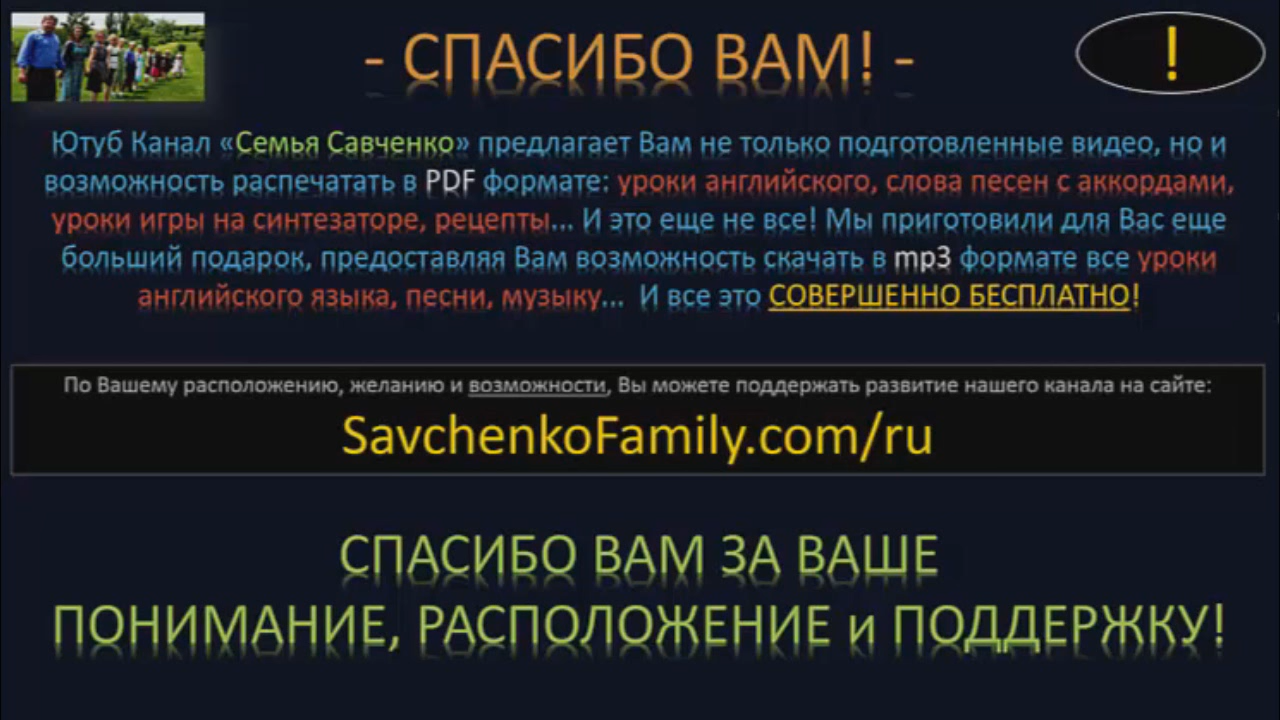 - СПАСИБО ВАМ! -
!
Ютуб Канал «Семья Савченко» предлагает Вам не только подготовленные видео, но и
возможность распечатать в PDF формате: уроки английского, слова песен с аккордами,
уроки игры на синтезаторе, рецепты... И это еще не все! Мы приготовили для Вас еще
больший подарок, предоставляя Вам возможность скачать в mp3 формате все уроки
английского языка, песни, музыку... И все это СОВЕРШЕННО БЕСПЛАТНО!
По Вашему расположению, желанию и возможности, Вы можете поддержать развитие нашего канала на сайте:
SavchenkoFamily.com/ru
СПАСИБО ВАМ ЗА ВАШЕ
ПОНИМАНИЕ, РАСПОЛОЖЕНИЕ и ПОДДЕРЖКУ!